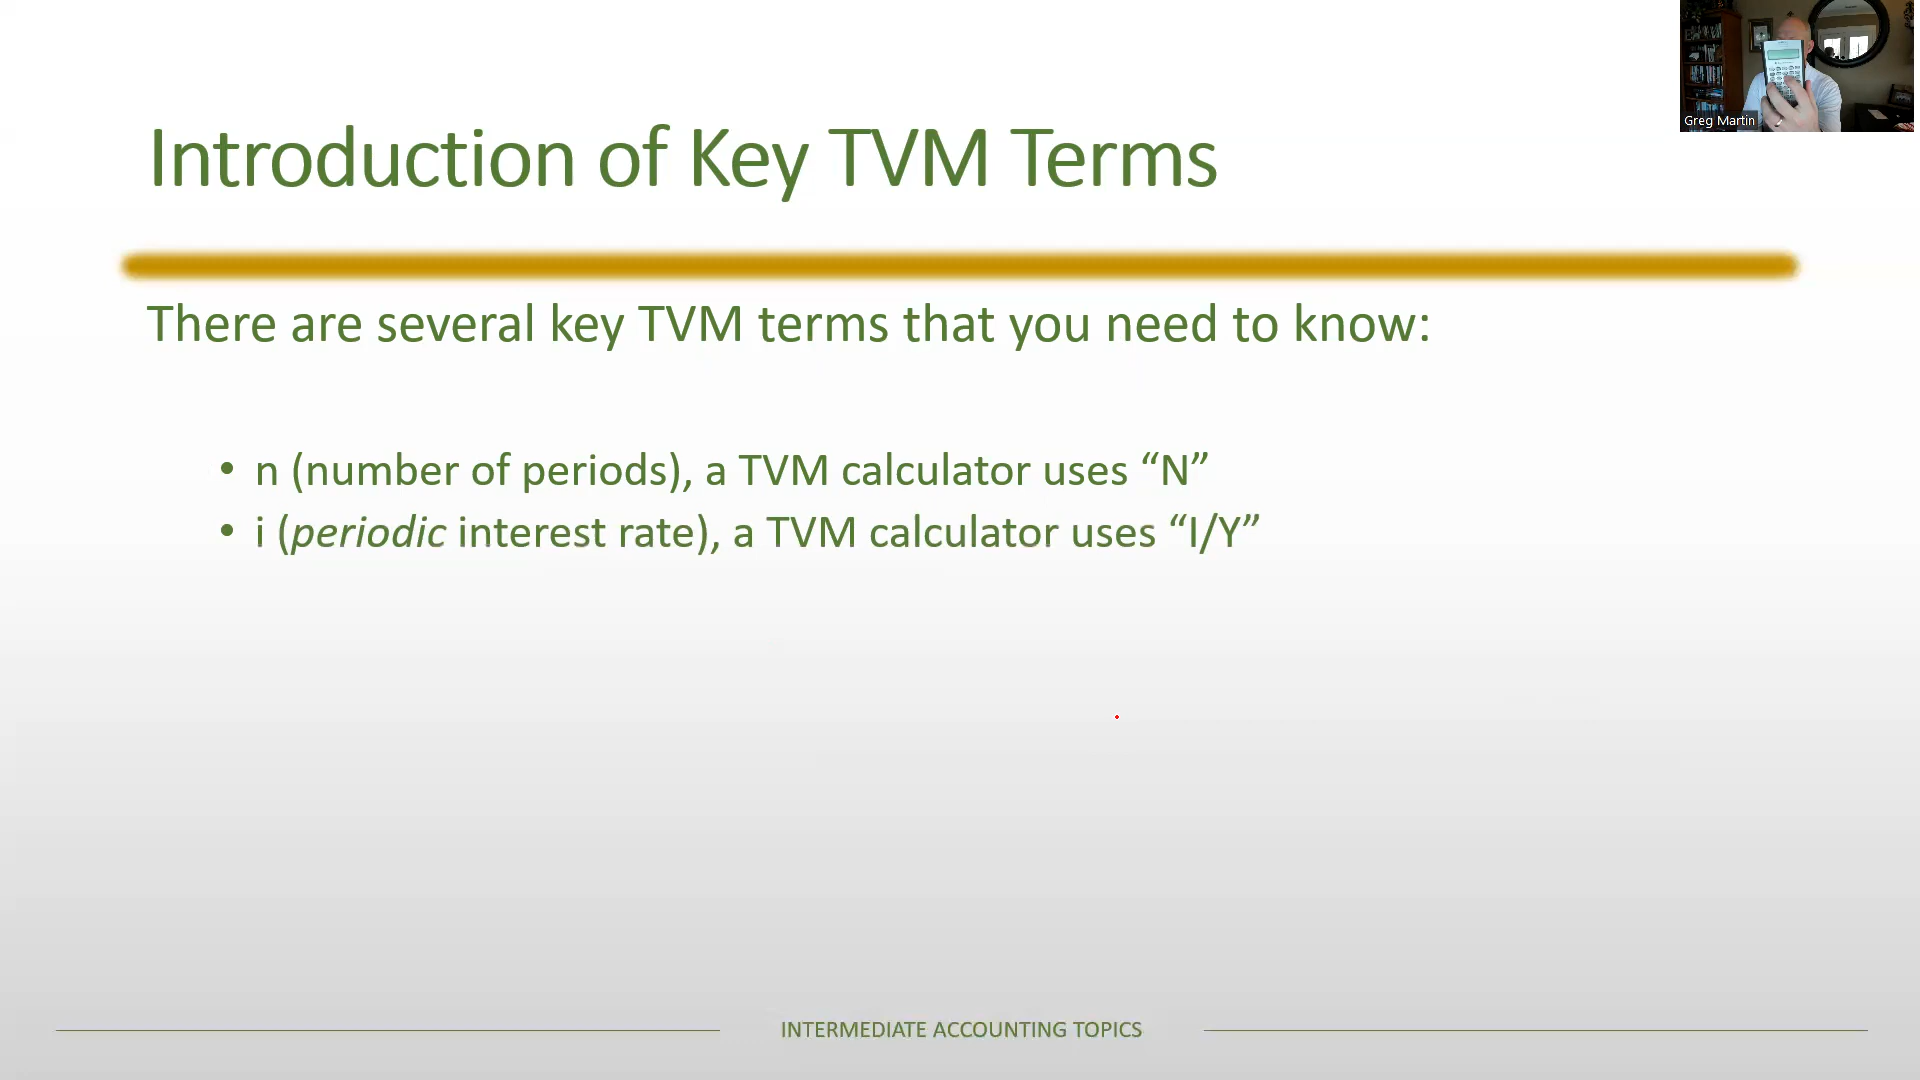 Greg Martin
Introduction of Key TVM Terms
There are several key TVM terms that you need to know:
• n (number of periods), a TVM calculator uses “N”
• i (periodic interest rate), a TVM calculator uses “I/Y”
INTERMEDIATE ACCOUNTING TOPICS